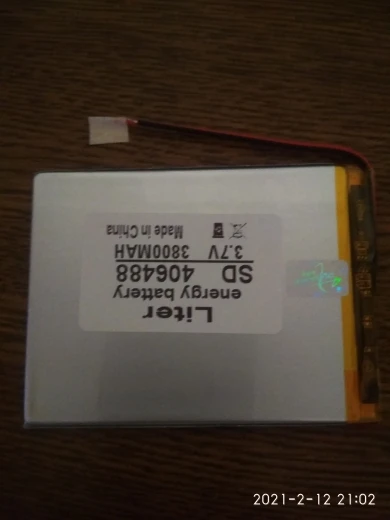 Liter
energy battery
SD 406488
3.7V 3800MAH
Made in China
2021-2-12 21:02